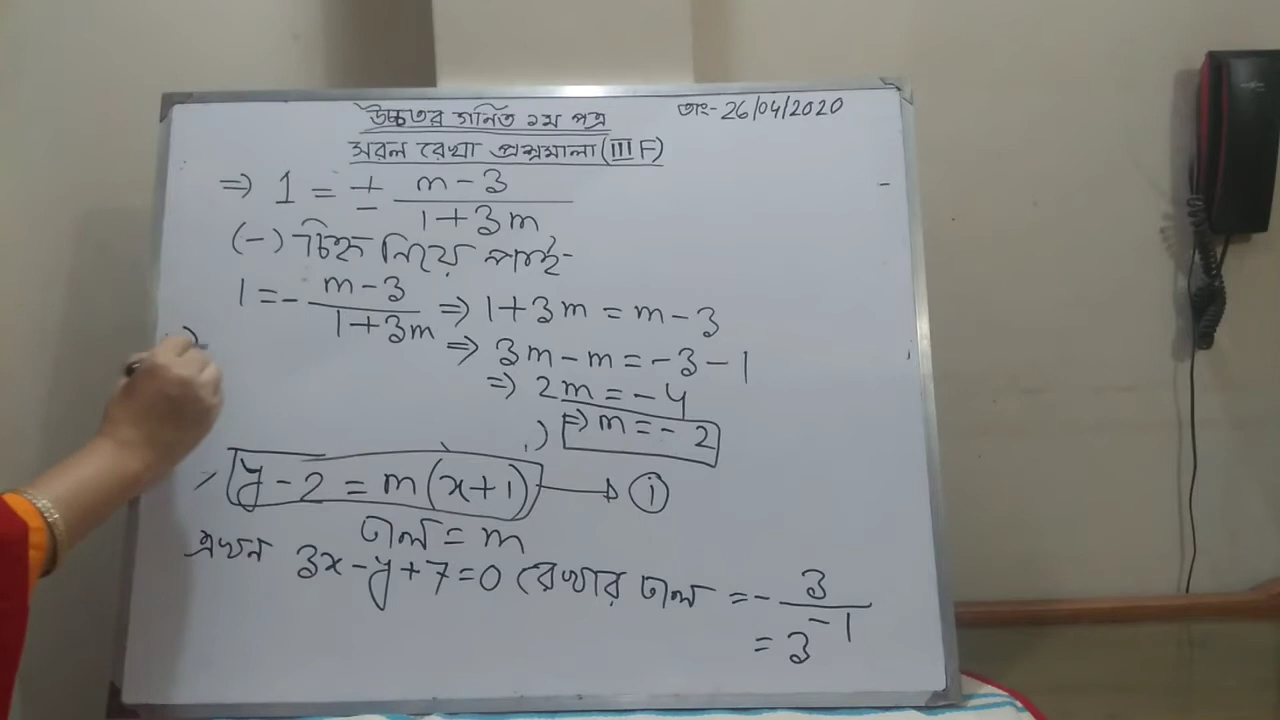 উচ্চতর গনিত ১ম পত্র
তাং- 26/04/2020
সরল রেখা প্রশ্নমালা (III F)
⇒ 1 = ± (m-3)/(1+3m)
(-) চিহ্ন নিয়ে পাই-
1 = - (m-3)/(1+3m) ⇒ 1+3m = m-3
⇒ 3m-m = -3-1
⇒ 2m = -4
⇒ m = -2
y-2 = m(x+1) → ①
ঢাল = m
এখন 3x-y+7=0 রেখার ঢাল = - 3/-1
= 3